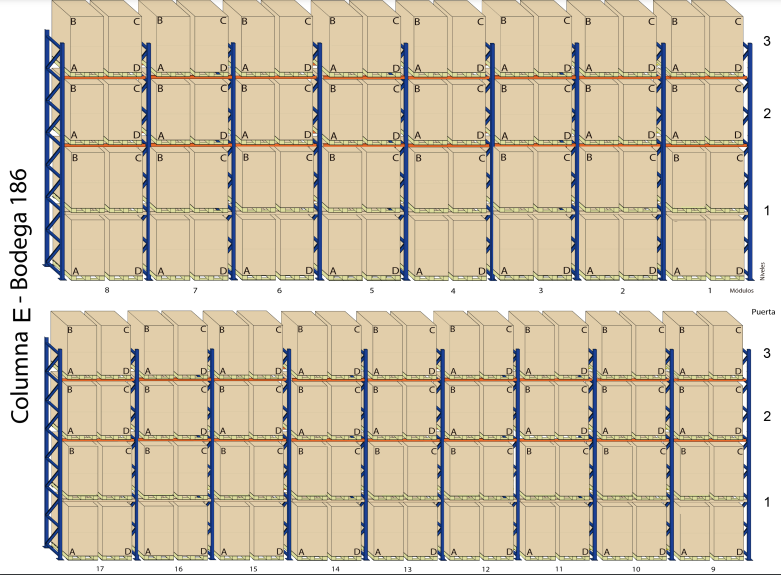 Columna E - Bodega 186
B C B C B C B C B C B C B C B C
3
A D A D A D A D A D A D A D A D
B C B C B C B C B C B C B C B C
2
A D A D A D A D A D A D A D A D
B C B C B C B C B C B C B C B C
1
A D A D A D A D A D A D A D A D
Niveles
8 7 6 5 4 3 2 1 Módulos
Puerta
B C B C B C B C B C B C B C B C B C
3
A D A D A D A D A D A D A D A D A D
B C B C B C B C B C B C B C B C B C
2
A D A D A D A D A D A D A D A D A D
B C B C B C B C B C B C B C B C B C
1
A D A D A D A D A D A D A D A D A D
17 16 15 14 13 12 11 10 9